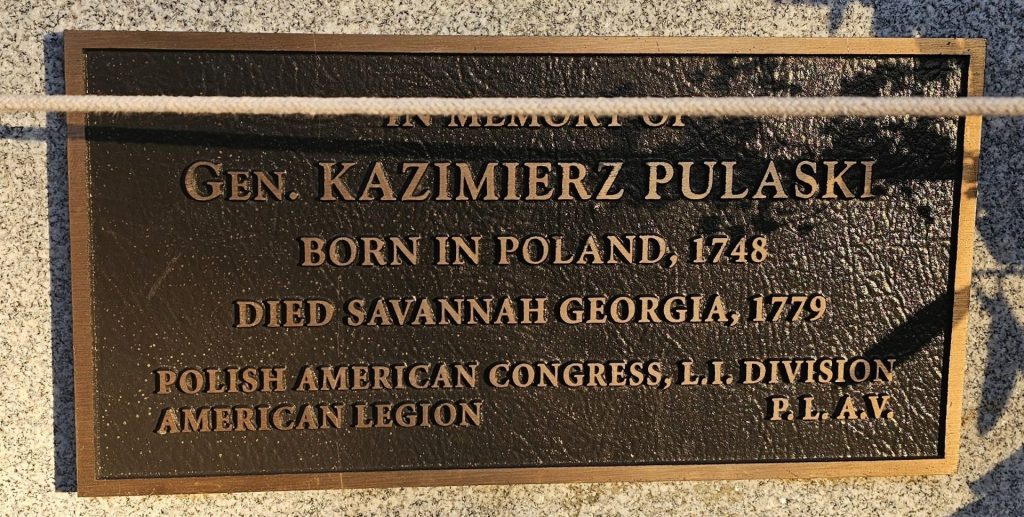 IN MEMORY OF
GEN. KAZIMIERZ PULASKI
BORN IN POLAND, 1748
DIED SAVANNAH GEORGIA, 1779
POLISH AMERICAN CONGRESS, L.I. DIVISION
AMERICAN LEGION P. L. A.V.